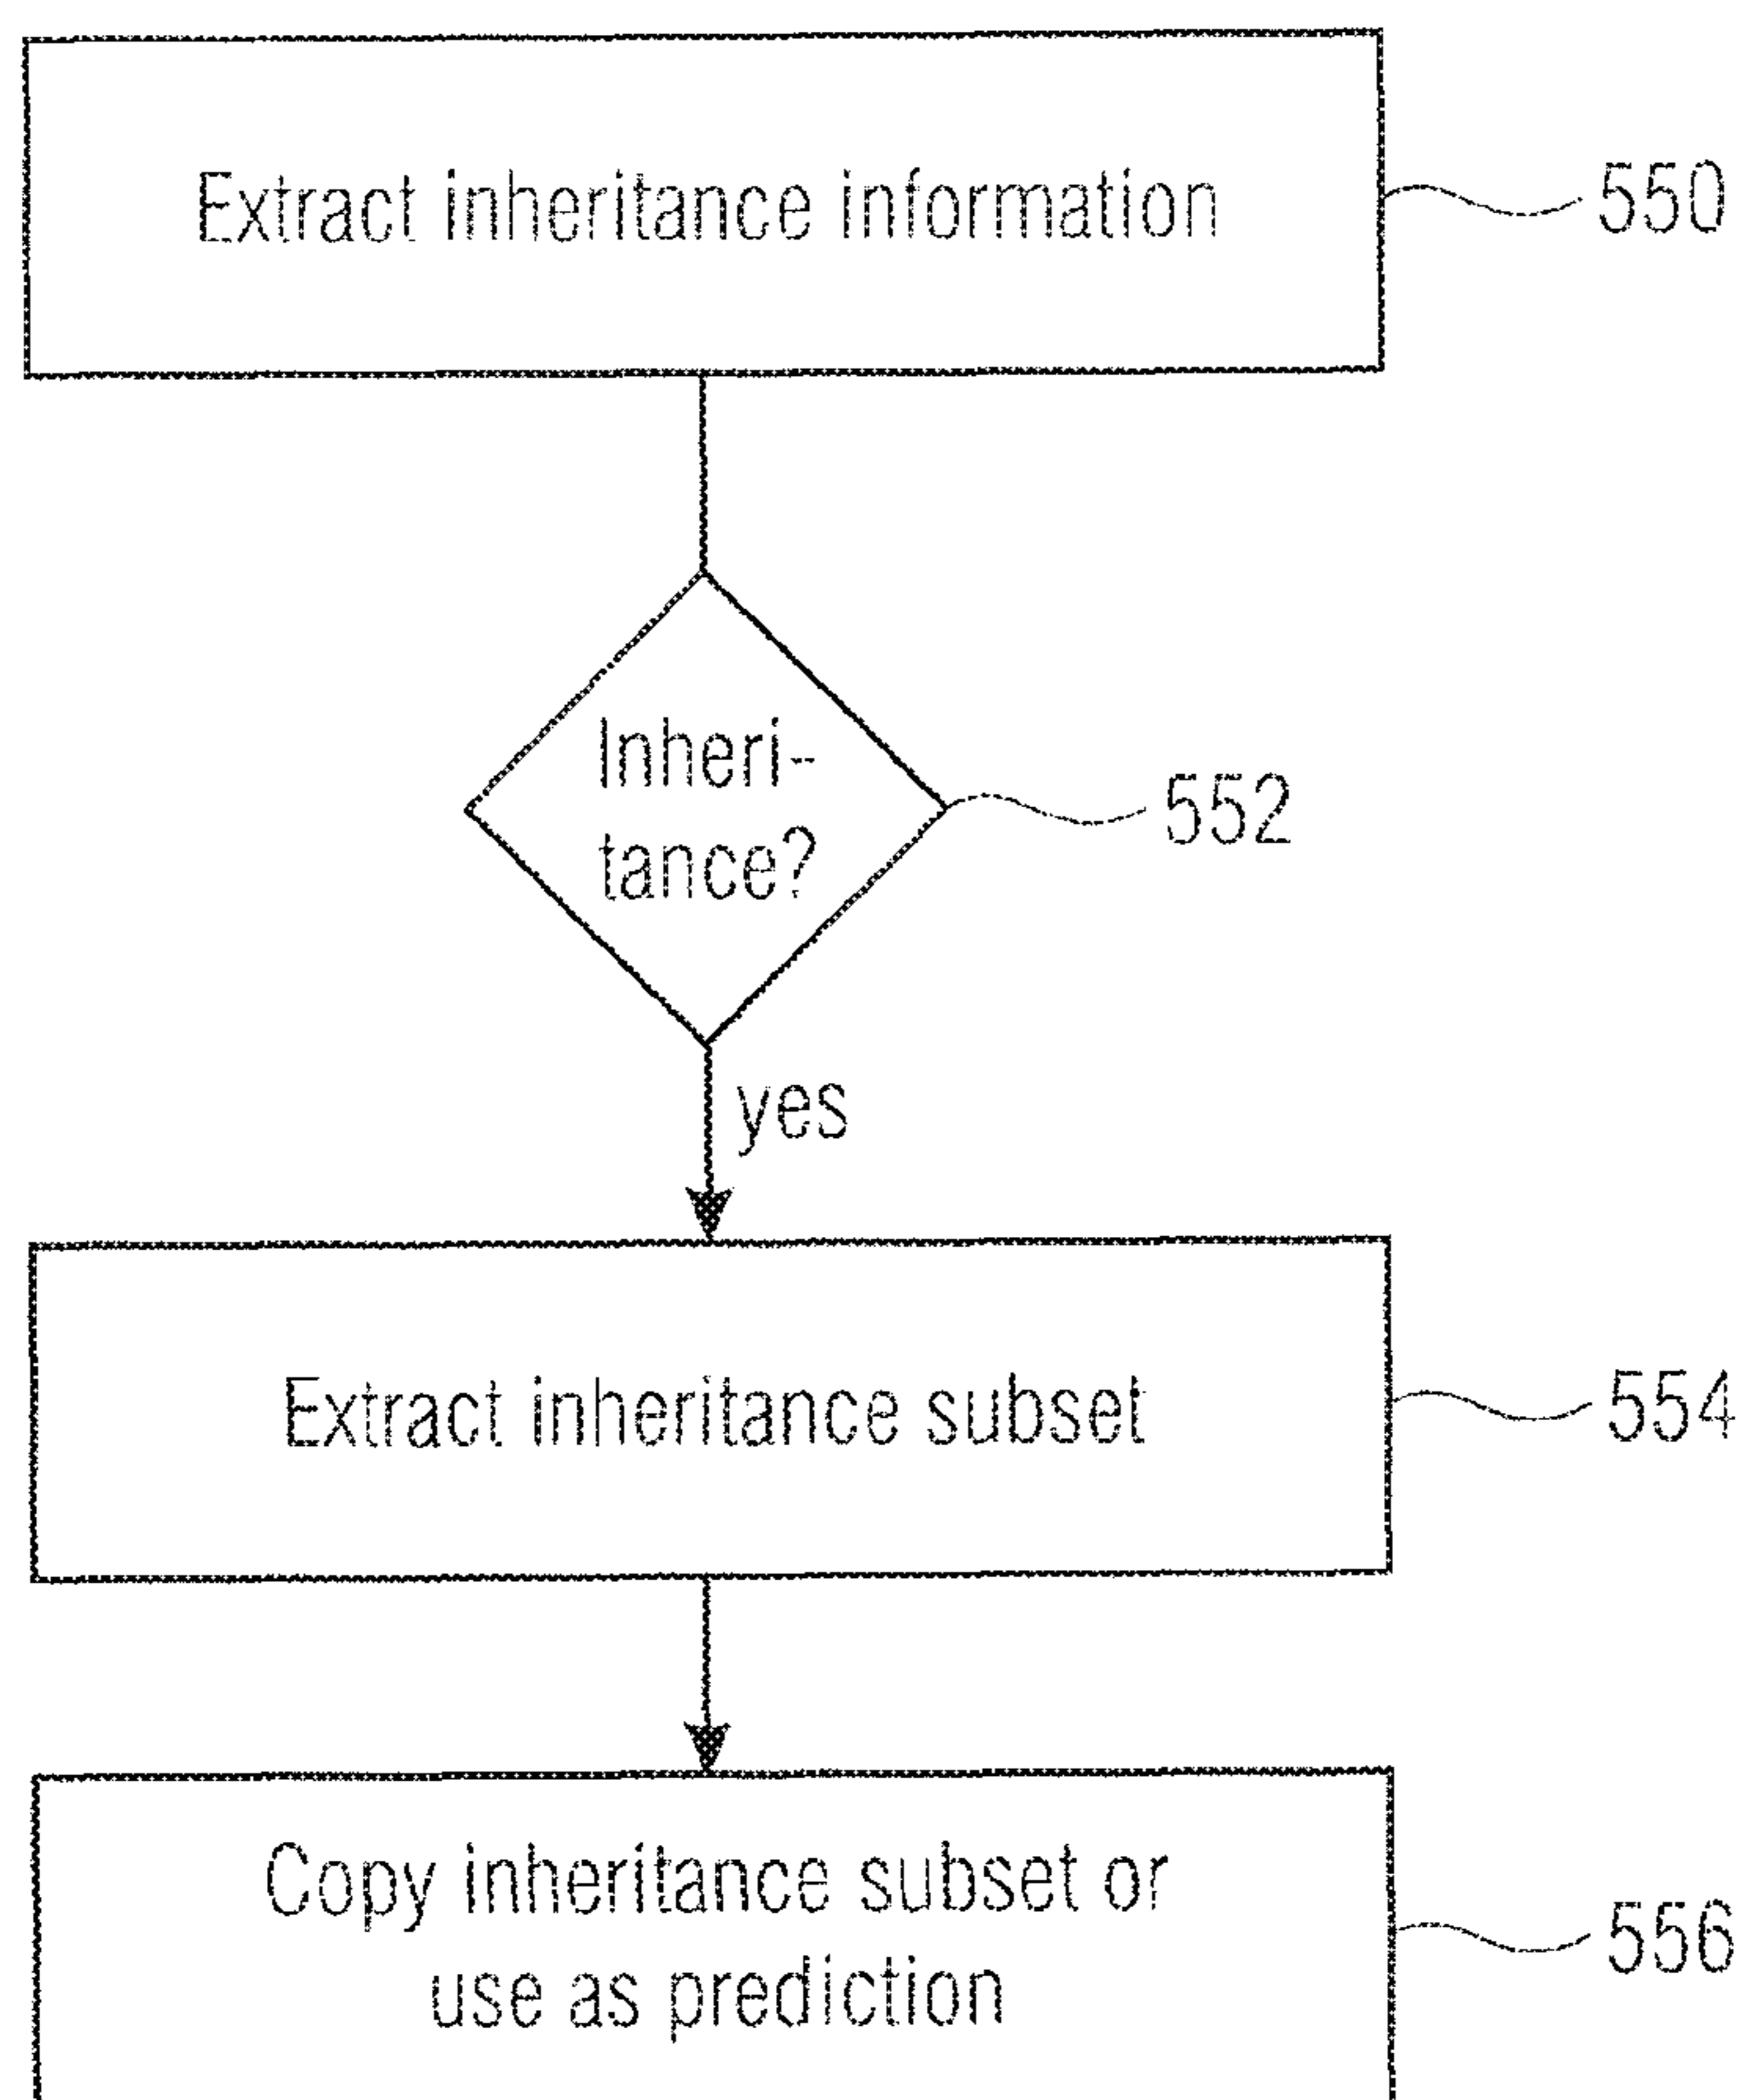 Extract inheritance information
550
Inheri-
tance?
552
yes
Extract inheritance subset
554
Copy inheritance subset or
use as prediction
556